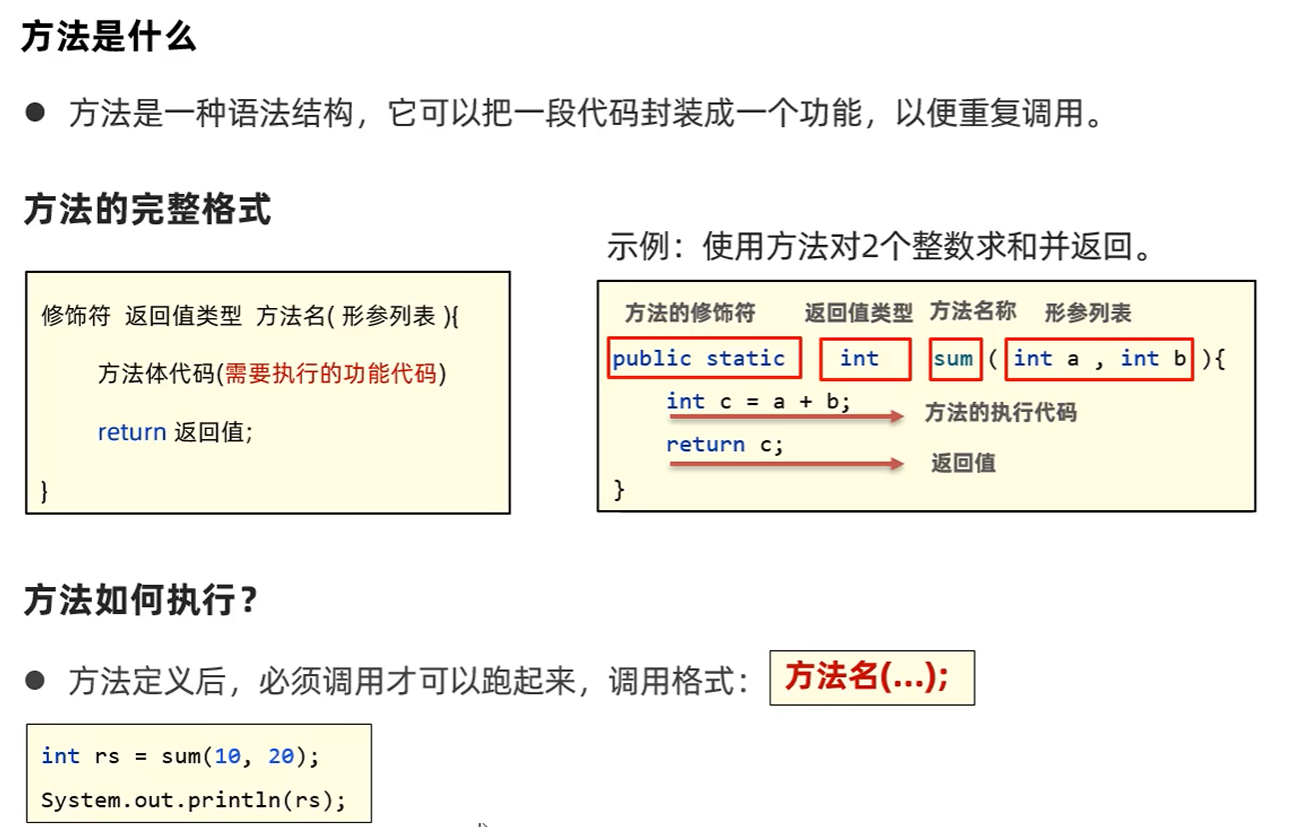 方法是什么
● 方法是一种语法结构，它可以把一段代码封装成一个功能，以便重复调用。
方法的完整格式
修饰符 返回值类型 方法名( 形参列表 ){
方法体代码(需要执行的功能代码)
return 返回值;
}
示例：使用方法对2个整数求和并返回。
方法的修饰符 返回值类型 方法名称 形参列表
public static int sum ( int a , int b ){
int c = a + b; 方法的执行代码
return c; 返回值
}
方法如何执行?
● 方法定义后，必须调用才可以跑起来，调用格式： 方法名(...);
int rs = sum(10, 20);
System.out.println(rs);